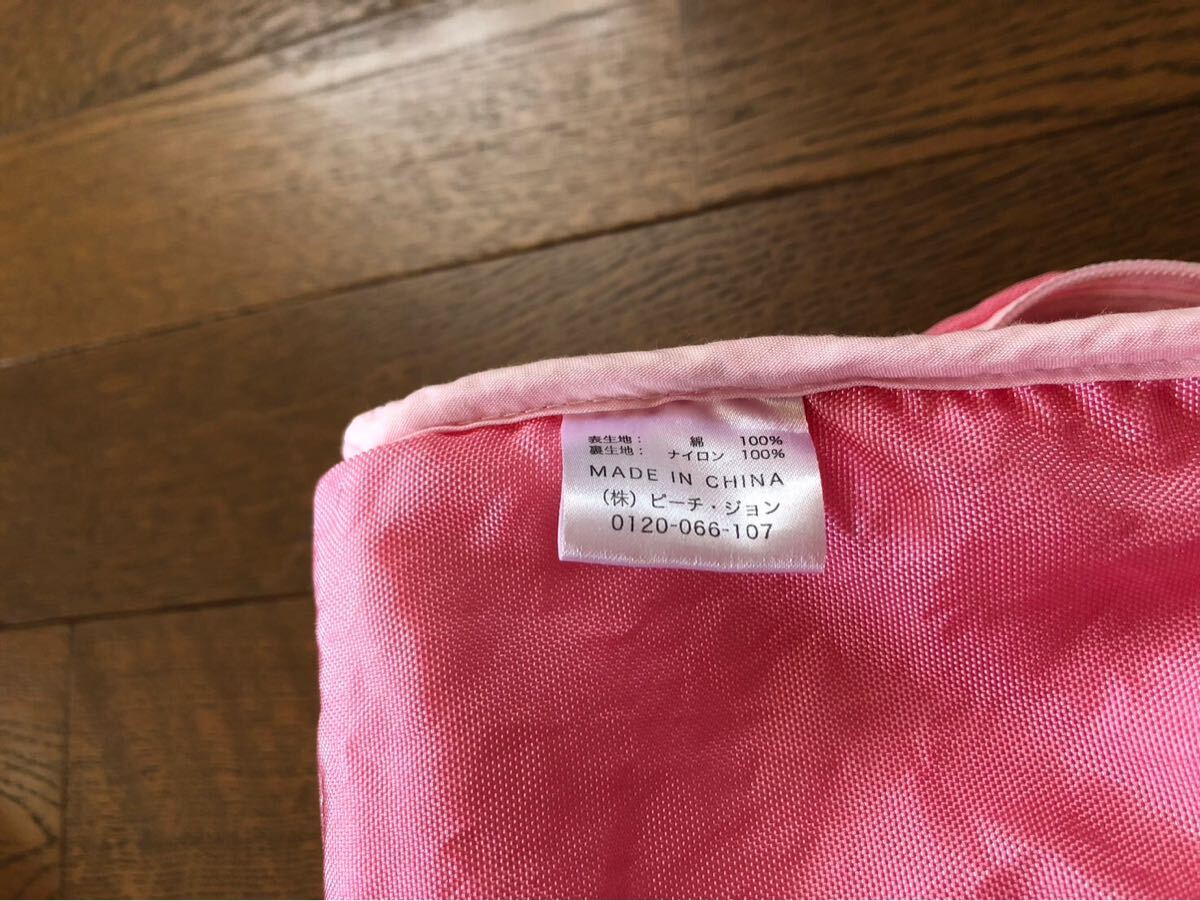 表生地： 綿 100%
裏生地： ナイロン 100%
MADE IN CHINA
（株）ピーチ・ジョン
0120-066-107